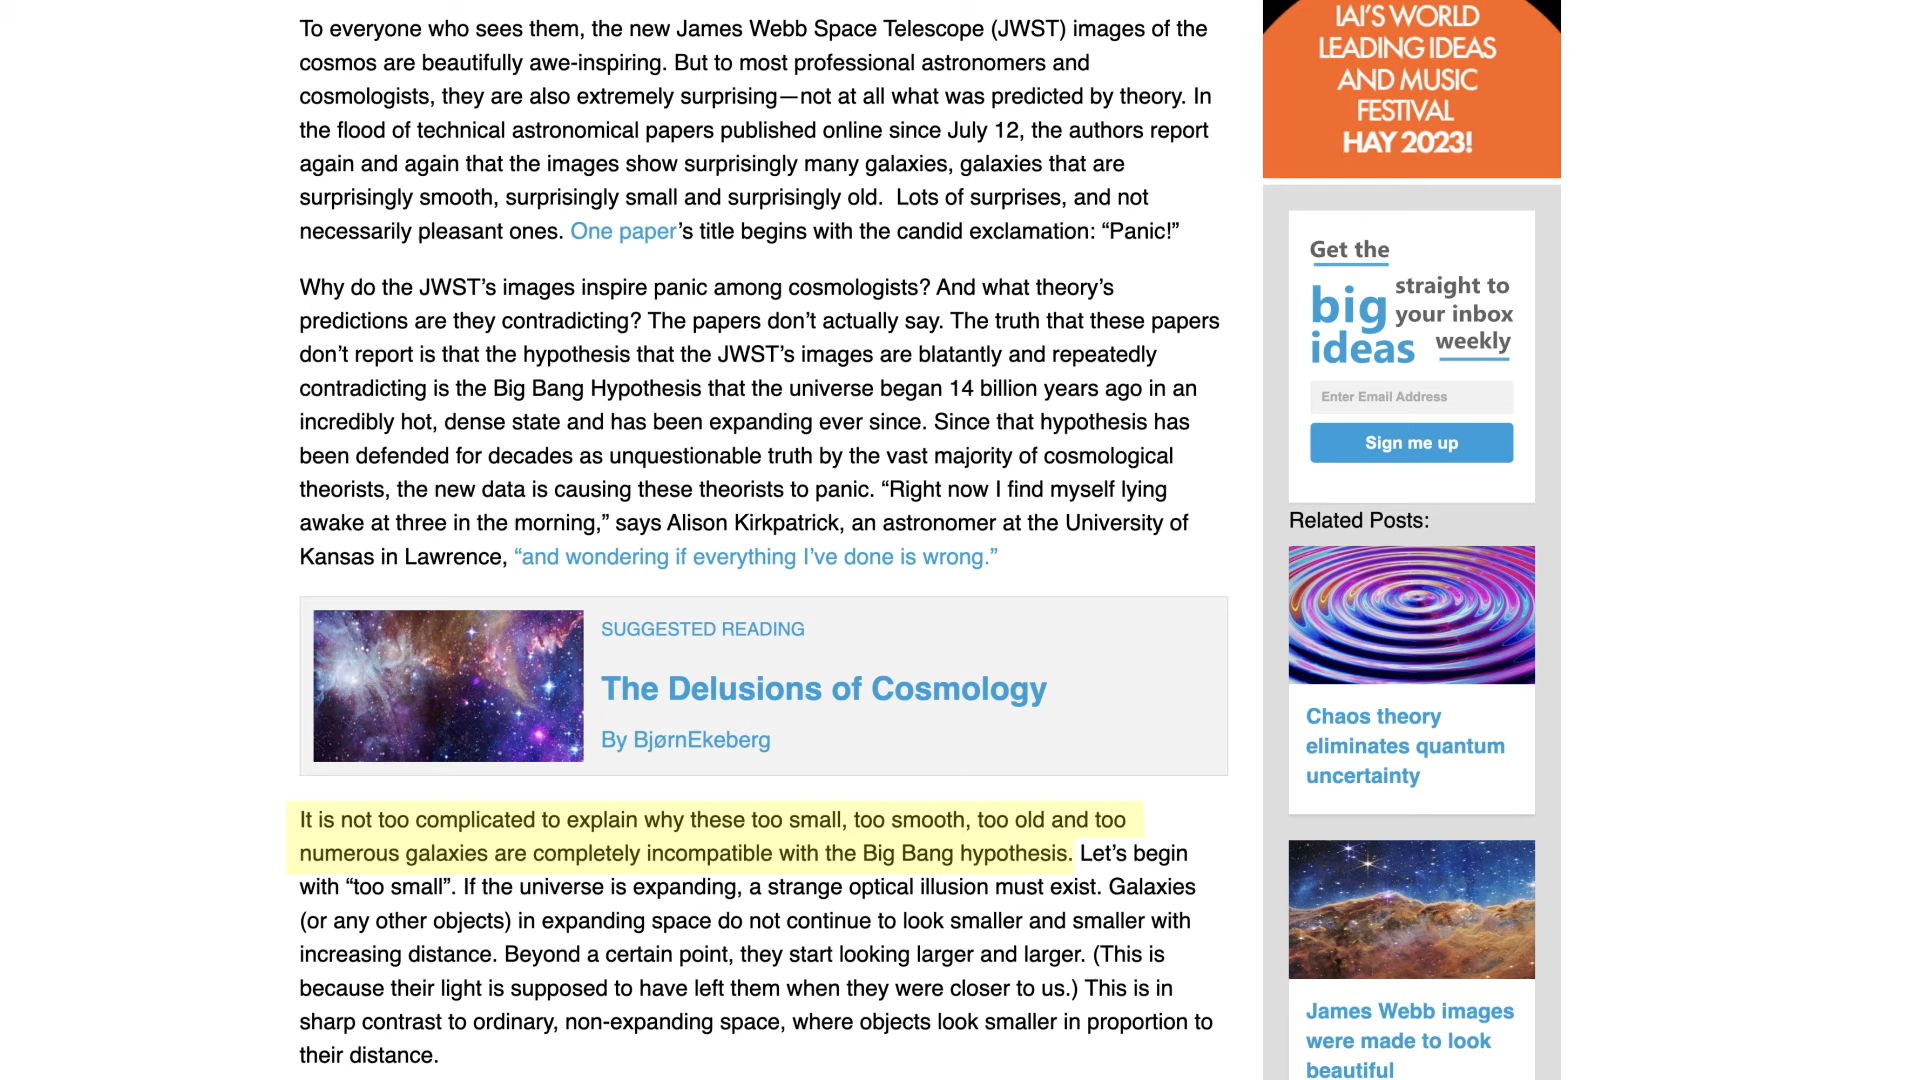 To everyone who sees them, the new James Webb Space Telescope (JWST) images of the
cosmos are beautifully awe-inspiring. But to most professional astronomers and
cosmologists, they are also extremely surprising—not at all what was predicted by theory. In
the flood of technical astronomical papers published online since July 12, the authors report
again and again that the images show surprisingly many galaxies, galaxies that are
surprisingly smooth, surprisingly small and surprisingly old.  Lots of surprises, and not
necessarily pleasant ones. One paper’s title begins with the candid exclamation: “Panic!”
Why do the JWST’s images inspire panic among cosmologists? And what theory’s
predictions are they contradicting? The papers don’t actually say. The truth that these papers
don’t report is that the hypothesis that the JWST’s images are blatantly and repeatedly
contradicting is the Big Bang Hypothesis that the universe began 14 billion years ago in an
incredibly hot, dense state and has been expanding ever since. Since that hypothesis has
been defended for decades as unquestionable truth by the vast majority of cosmological
theorists, the new data is causing these theorists to panic. “Right now I find myself lying
awake at three in the morning,” says Alison Kirkpatrick, an astronomer at the University of
Kansas in Lawrence, “and wondering if everything I’ve done is wrong.”
SUGGESTED READING
The Delusions of Cosmology
By BjørnEkeberg
It is not too complicated to explain why these too small, too smooth, too old and too
numerous galaxies are completely incompatible with the Big Bang hypothesis. Let’s begin
with “too small”. If the universe is expanding, a strange optical illusion must exist. Galaxies
(or any other objects) in expanding space do not continue to look smaller and smaller with
increasing distance. Beyond a certain point, they start looking larger and larger. (This is
because their light is supposed to have left them when they were closer to us.) This is in
sharp contrast to ordinary, non-expanding space, where objects look smaller in proportion to
their distance.
IAI’S WORLD
LEADING IDEAS
AND MUSIC
FESTIVAL
HAY 2023!
Get the
big
ideas
straight to
your inbox
weekly
Enter Email Address
Sign me up
Related Posts:
Chaos theory
eliminates quantum
uncertainty
James Webb images
were made to look
beautiful